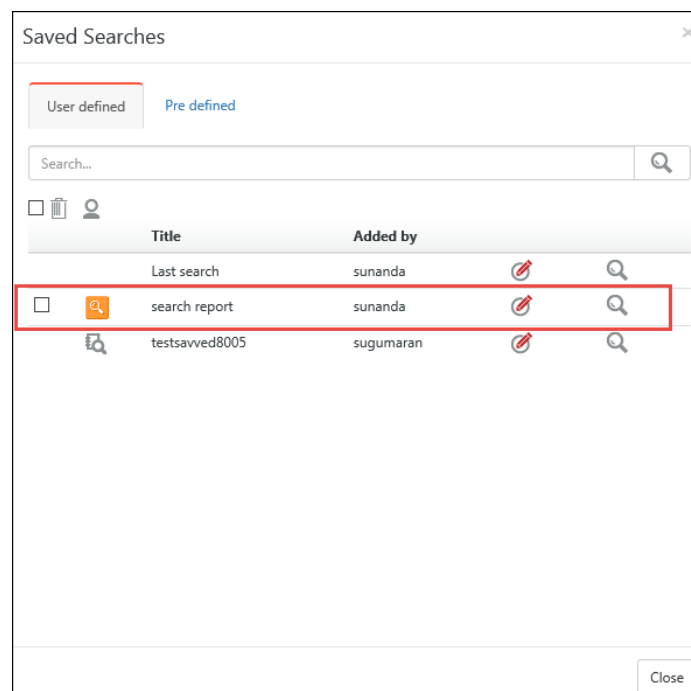 Saved Searches
User defined Pre defined
Search...
Title Added by
Last search sunanda
search report sunanda
testsavved8005 sugumaran
Close